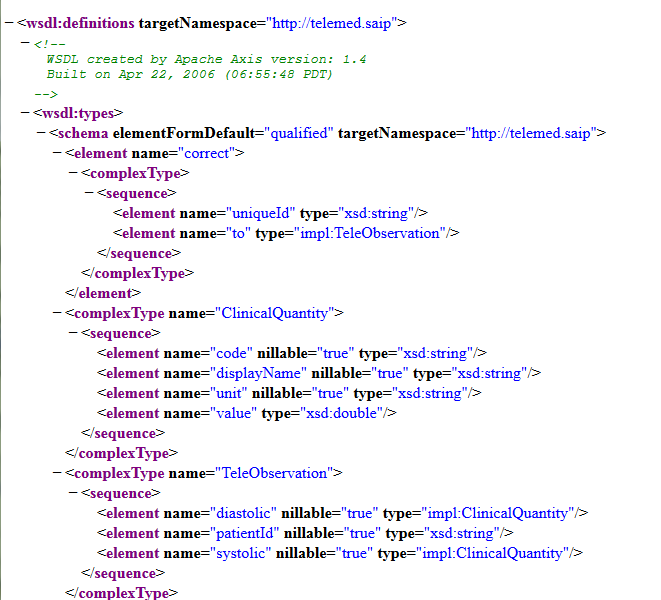 − <wsdl:definitions targetNamespace="http://telemed.saip">
− <!--
WSDL created by Apache Axis version: 1.4
Built on Apr 22, 2006 (06:55:48 PDT)
-->
− <wsdl:types>
− <schema elementFormDefault="qualified" targetNamespace="http://telemed.saip">
− <element name="correct">
− <complexType>
− <sequence>
<element name="uniqueId" type="xsd:string"/>
<element name="to" type="impl:TeleObservation"/>
</sequence>
</complexType>
</element>
− <complexType name="ClinicalQuantity">
− <sequence>
<element name="code" nillable="true" type="xsd:string"/>
<element name="displayName" nillable="true" type="xsd:string"/>
<element name="unit" nillable="true" type="xsd:string"/>
<element name="value" type="xsd:double"/>
</sequence>
</complexType>
− <complexType name="TeleObservation">
− <sequence>
<element name="diastolic" nillable="true" type="impl:ClinicalQuantity"/>
<element name="patientId" nillable="true" type="xsd:string"/>
<element name="systolic" nillable="true" type="impl:ClinicalQuantity"/>
</sequence>
</complexType>